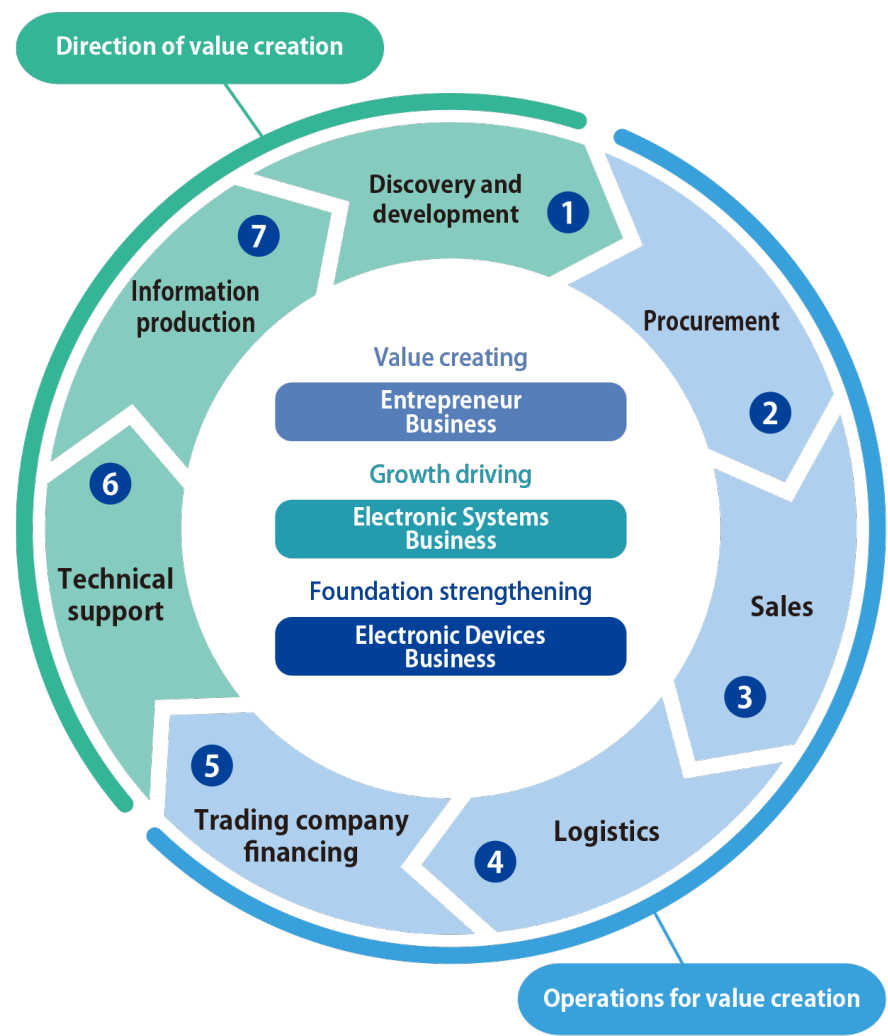 Direction of value creation
Discovery and
development
1
Procurement
2
Sales
3
Logistics
4
Trading company
financing
5
Technical
support
6
Information
production
7
Value creating
Entrepreneur
Business
Growth driving
Electronic Systems
Business
Foundation strengthening
Electronic Devices
Business
Operations for value creation